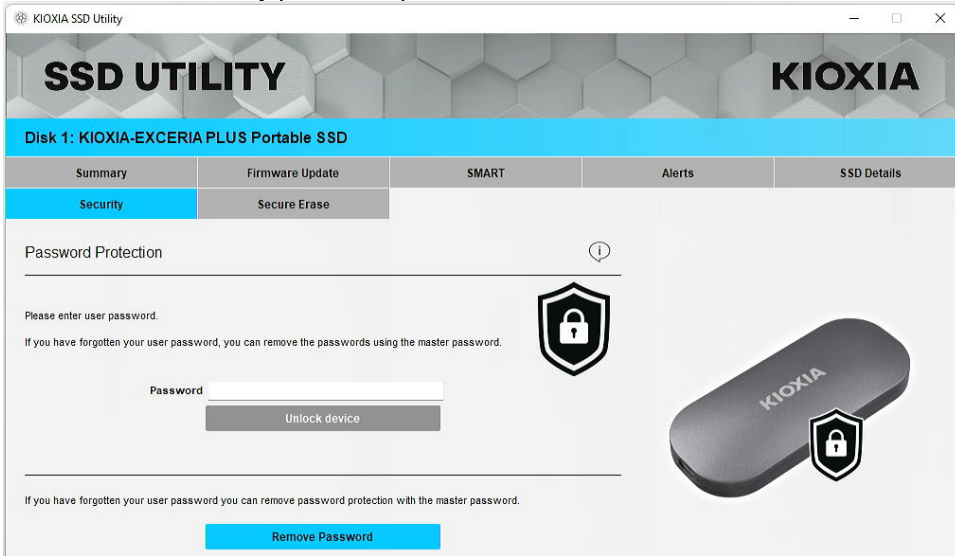 KIOXIA SSD Utility
SSD UTILITY
KIOXIA
Disk 1: KIOXIA-EXCERIA PLUS Portable SSD
Summary
Firmware Update
SMART
Alerts
SSD Details
Security
Secure Erase
Password Protection
Please enter user password.
If you have forgotten your user password, you can remove the passwords using the master password.
Password
Unlock device
KIOXIA
If you have forgotten your user password you can remove password protection with the master password.
Remove Password